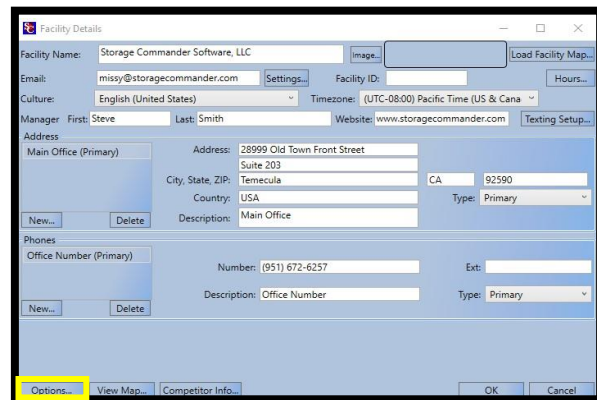 Facility Details
Facility Name: Storage Commander Software, LLC Image... Load Facility Map...
Email: missy@storagecommander.com Settings... Facility ID: Hours...
Culture: English (United States) Timezone: (UTC-08:00) Pacific Time (US & Cana
Manager First: Steve Last: Smith Website: www.storagecommander.com Texting Setup...
Address
Main Office (Primary) Address: 28999 Old Town Front Street
Suite 203
City, State, ZIP: Temecula CA 92590
Country: USA Type: Primary
New... Delete Description: Main Office
Phones
Office Number (Primary)
Number: (951) 672-6257 Ext:
Description: Office Number Type: Primary
New... Delete
Options... View Map... Competitor Info... OK Cancel